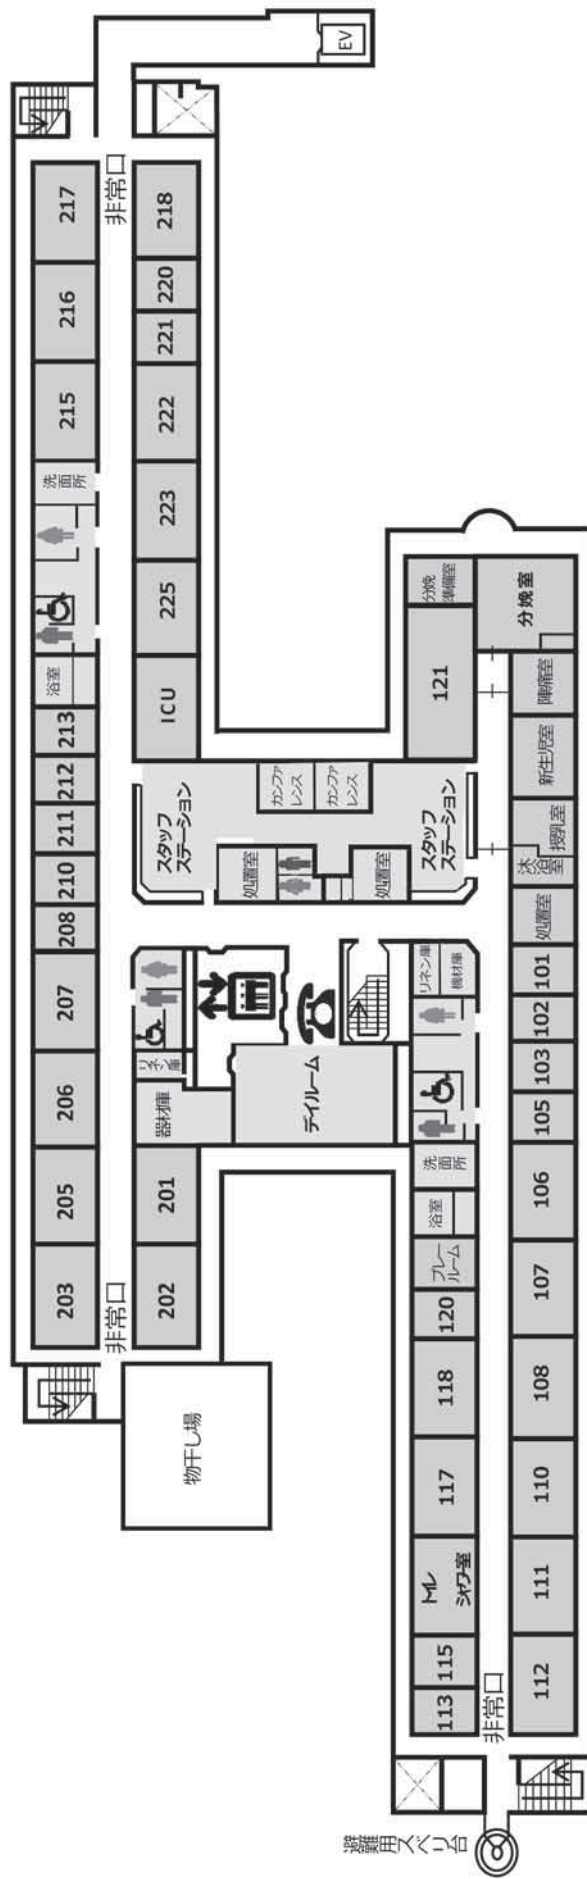 EV
非常口
217
216
215
洗面所
浴室
213
212
211
210
208
207
206
205
203
非常口
218
220
221
222
223
225
ICU
スタッフ
ステーション
カンファ
レンス
カンファ
レンス
処置室
処置室
スタッフ
ステーション
リネン庫
器材庫
デイルーム
201
202
物干し場
分娩
準備室
分娩室
121
陣痛室
新生児室
授乳室
沐浴室
処置室
リネン庫
機材庫
101
102
103
105
106
107
108
110
111
112
洗面所
浴室
プレー
ルーム
120
118
117
トイレ
シャワー室
115
113
非常口
避難用スベリ台